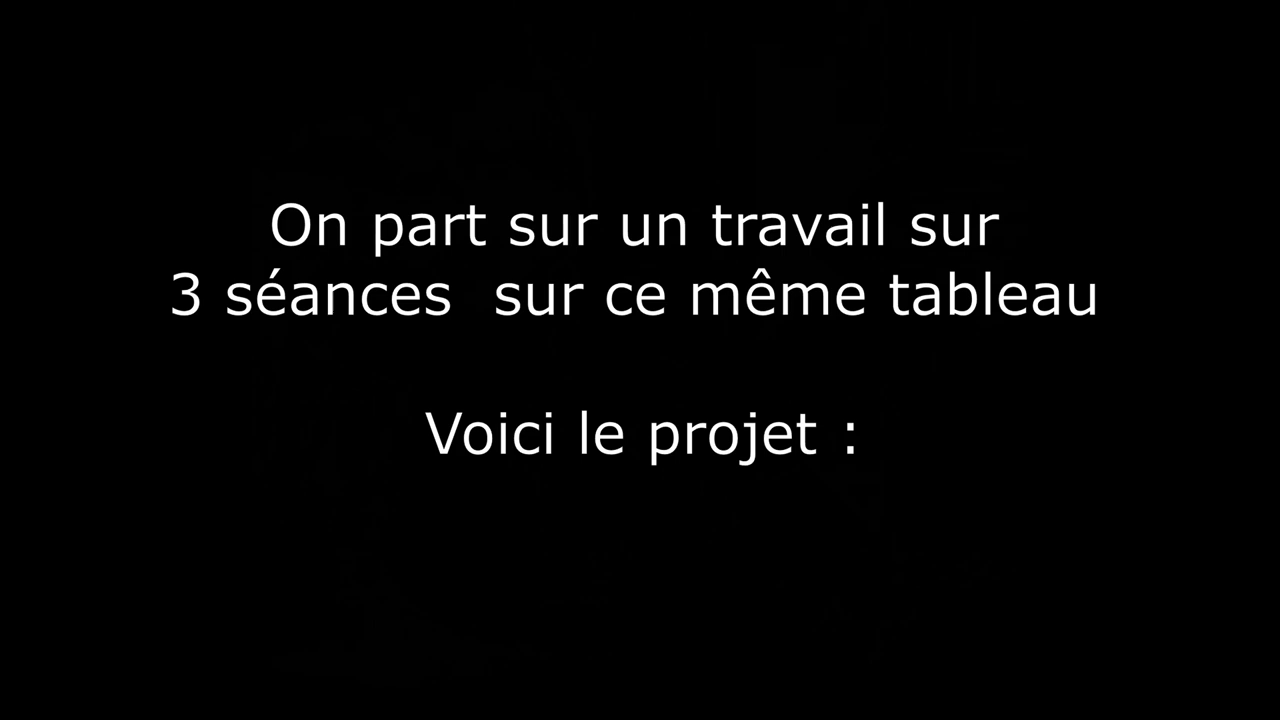 On part sur un travail sur
3 séances  sur ce même tableau
Voici le projet :